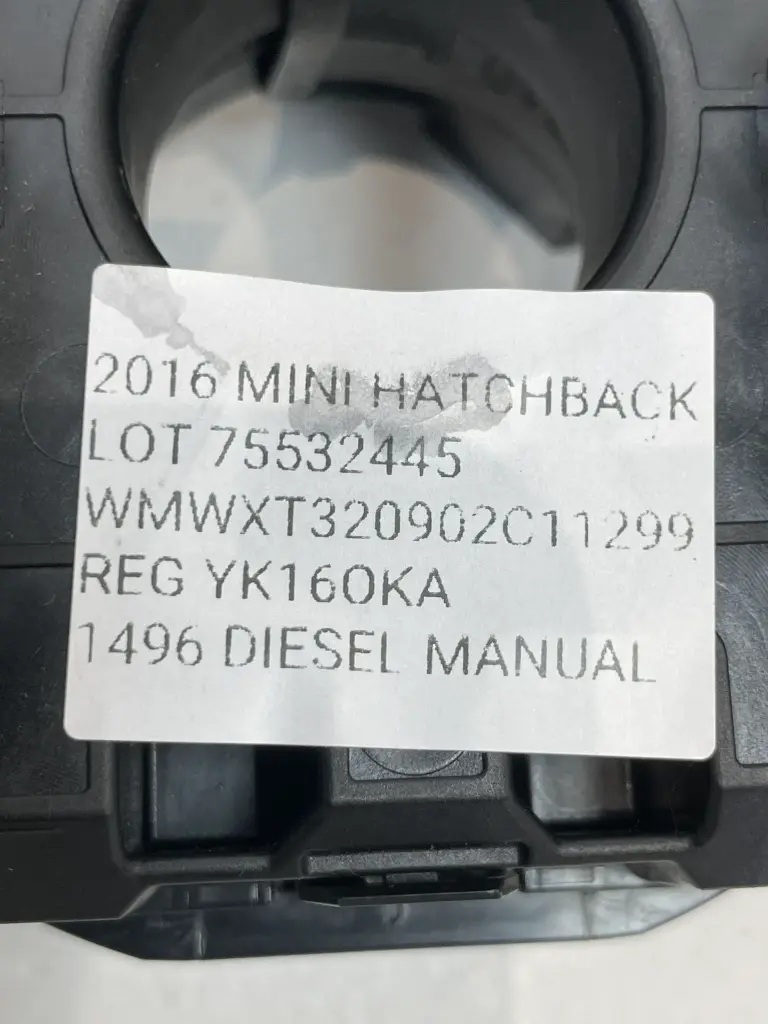 2016 MINI HATCHBACK
LOT 75532445
WMWXT320902C11299
REG YK16OKA
1496 DIESEL MANUAL